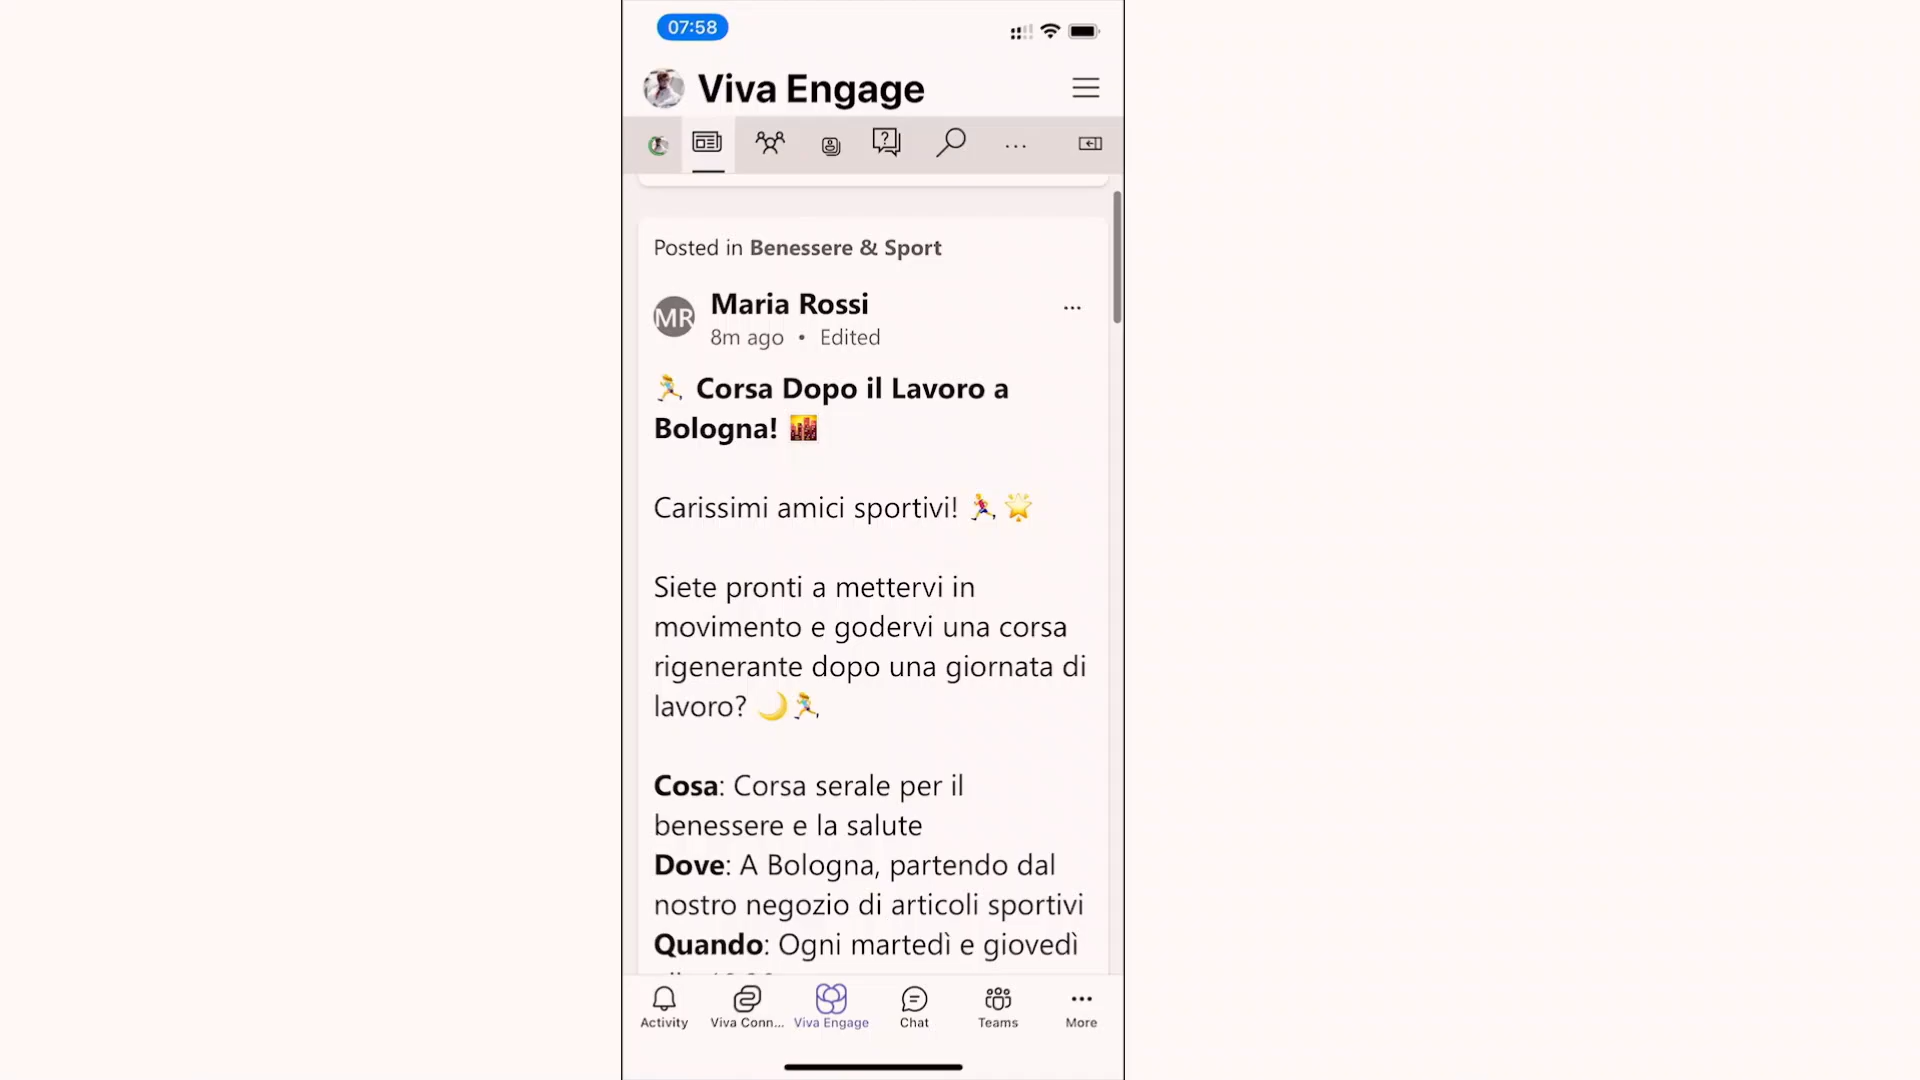 07:58
Viva Engage
Posted in Benessere & Sport
MR
Maria Rossi
8m ago • Edited
🏃 Corsa Dopo il Lavoro a
Bologna! 🌇
Carissimi amici sportivi! 🏃 🌟
Siete pronti a mettervi in
movimento e godervi una corsa
rigenerante dopo una giornata di
lavoro? 🌙🏃
Cosa: Corsa serale per il
benessere e la salute
Dove: A Bologna, partendo dal
nostro negozio di articoli sportivi
Quando: Ogni martedì e giovedì
Activity
Viva Conn...
Viva Engage
Chat
Teams
More